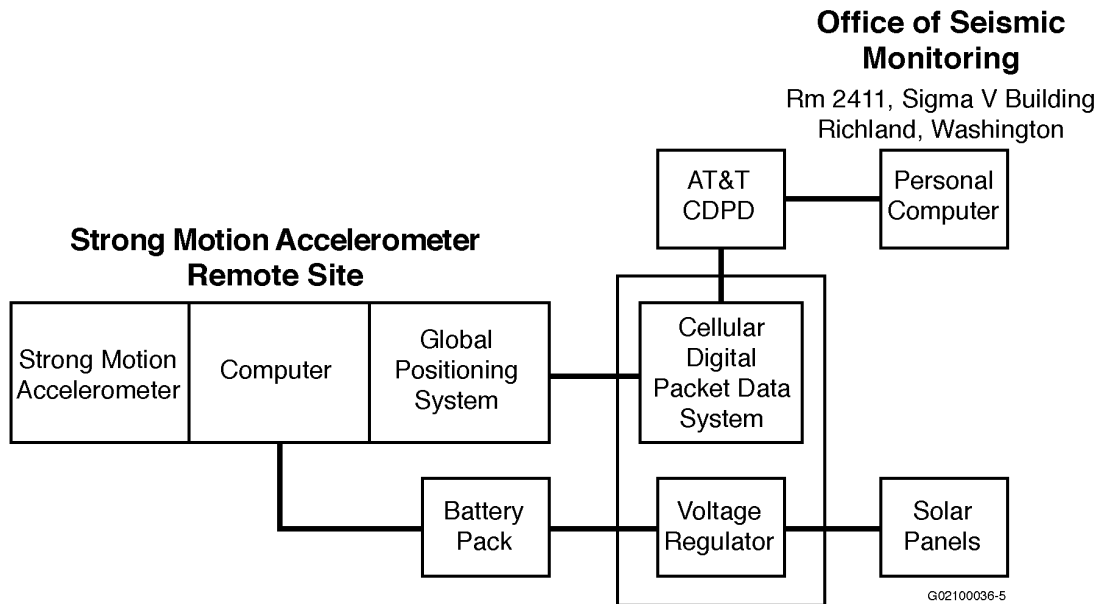 Office of Seismic
Monitoring
Rm 2411, Sigma V Building
Richland, Washington
AT&T
CDPD
Personal
Computer
Strong Motion Accelerometer
Remote Site
Strong Motion
Accelerometer
Computer
Global
Positioning
System
Cellular
Digital
Packet Data
System
Battery
Pack
Voltage
Regulator
Solar
Panels
G02100036-5